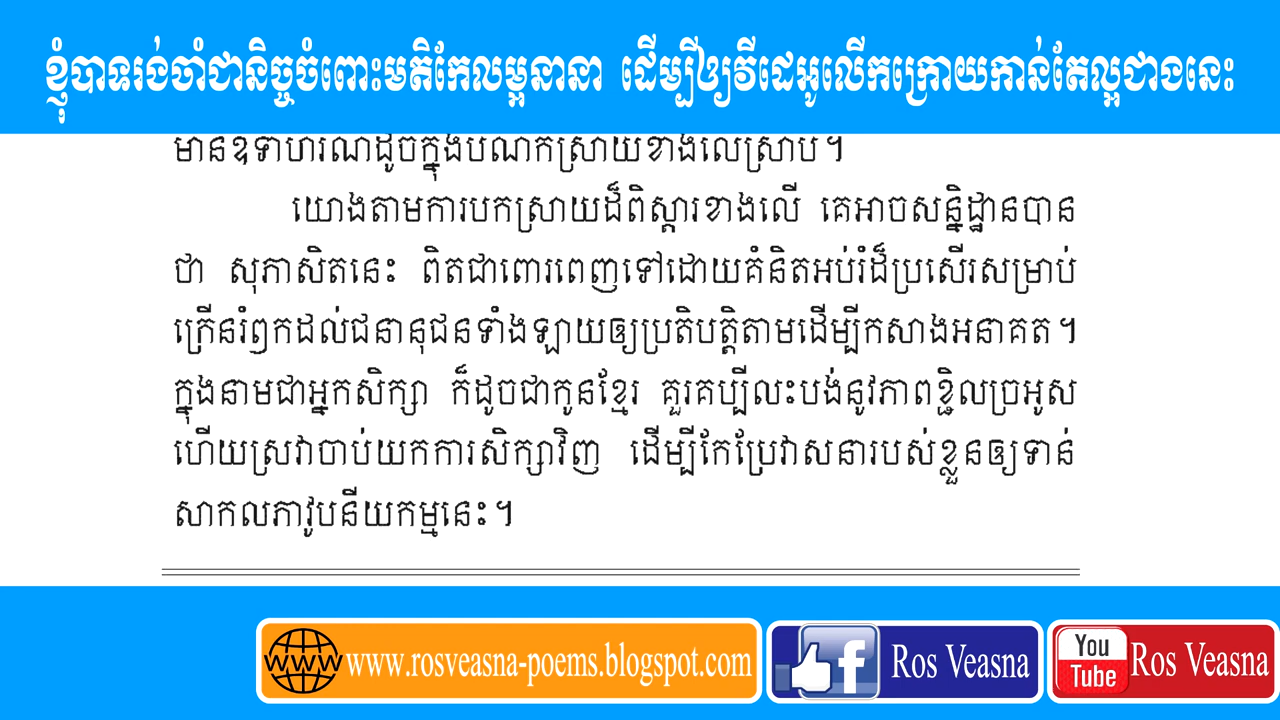 ខ្ញុំបាទរង់ចាំជានិច្ចចំពោះមតិកែលម្អនានា ដើម្បីឲ្យវីដេអូលើកក្រោយកាន់តែល្អជាងនេះ
មានឧទាហរណដូចក្នុងបណកស្រាយខាងលេស្រាប។
យោងតាមការបកស្រាយដ៏ពិស្តារខាងលើ គេអាចសន្និដ្ឋានបាន
ថា សុភាសិតនេះ ពិតជាពោរពេញទៅដោយគំនិតអប់រំដ៏ប្រសើរសម្រាប់
ក្រើនរំឭកដល់ជនានុជនទាំងឡាយឲ្យប្រតិបត្តិតាមដើម្បីកសាងអនាគត។
ក្នុងនាមជាអ្នកសិក្សា ក៏ដូចជាកូនខ្មែរ គួរគប្បីលះបង់នូវភាពខ្ជិលច្រអូស
ហើយស្រវាចាប់យកការសិក្សាវិញ ដើម្បីកែប្រែវាសនារបស់ខ្លួនឲ្យទាន់
សាកលភាវូបនីយកម្មនេះ។
www.rosveasna-poems.blogspot.com
f Ros Veasna
You Tube Ros Veasna